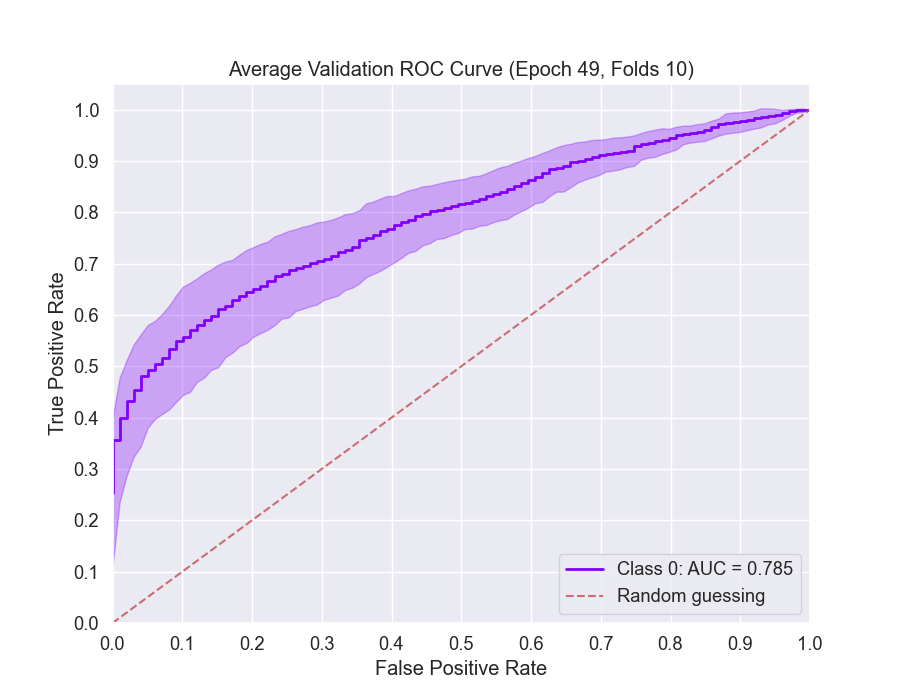 Average Validation ROC Curve (Epoch 49, Folds 10)
True Positive Rate
1.0
0.9
0.8
0.7
0.6
0.5
0.4
0.3
0.2
0.1
0.0
Class 0: AUC = 0.785
Random guessing
0.0 0.1 0.2 0.3 0.4 0.5 0.6 0.7 0.8 0.9 1.0
False Positive Rate